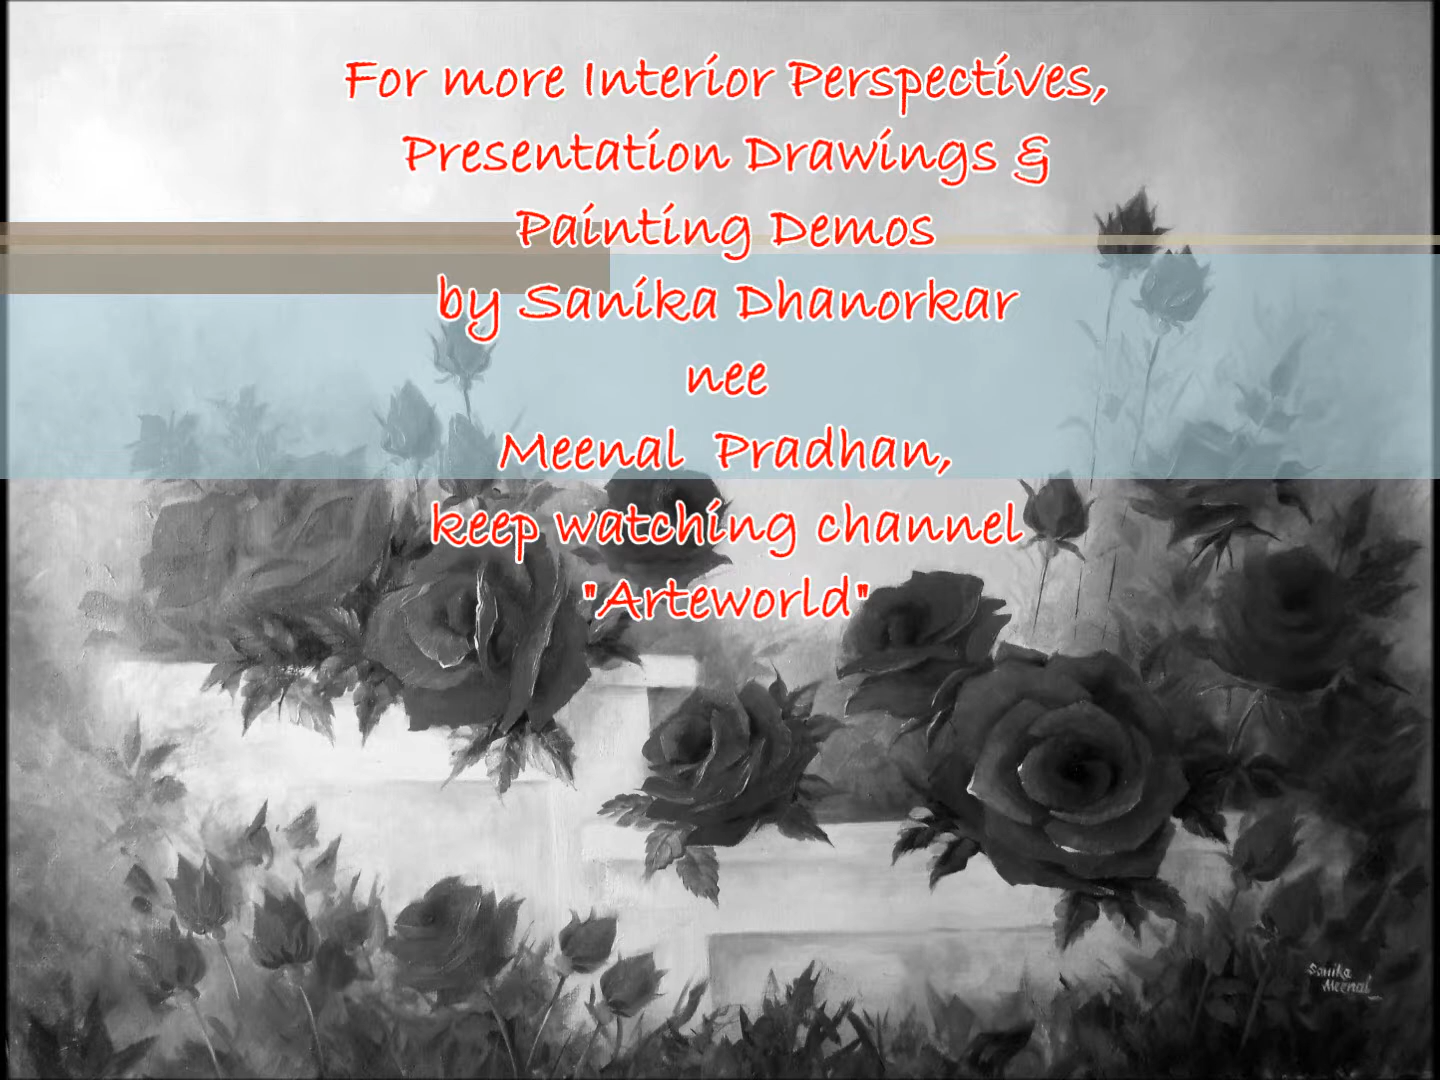 For more Interior Perspectives,
Presentation Drawings &
Painting Demos
by Sanika Dhanorkar
nee
Meenal Pradhan,
keep watching channel
"Arteworld"
Sanika
Meenal